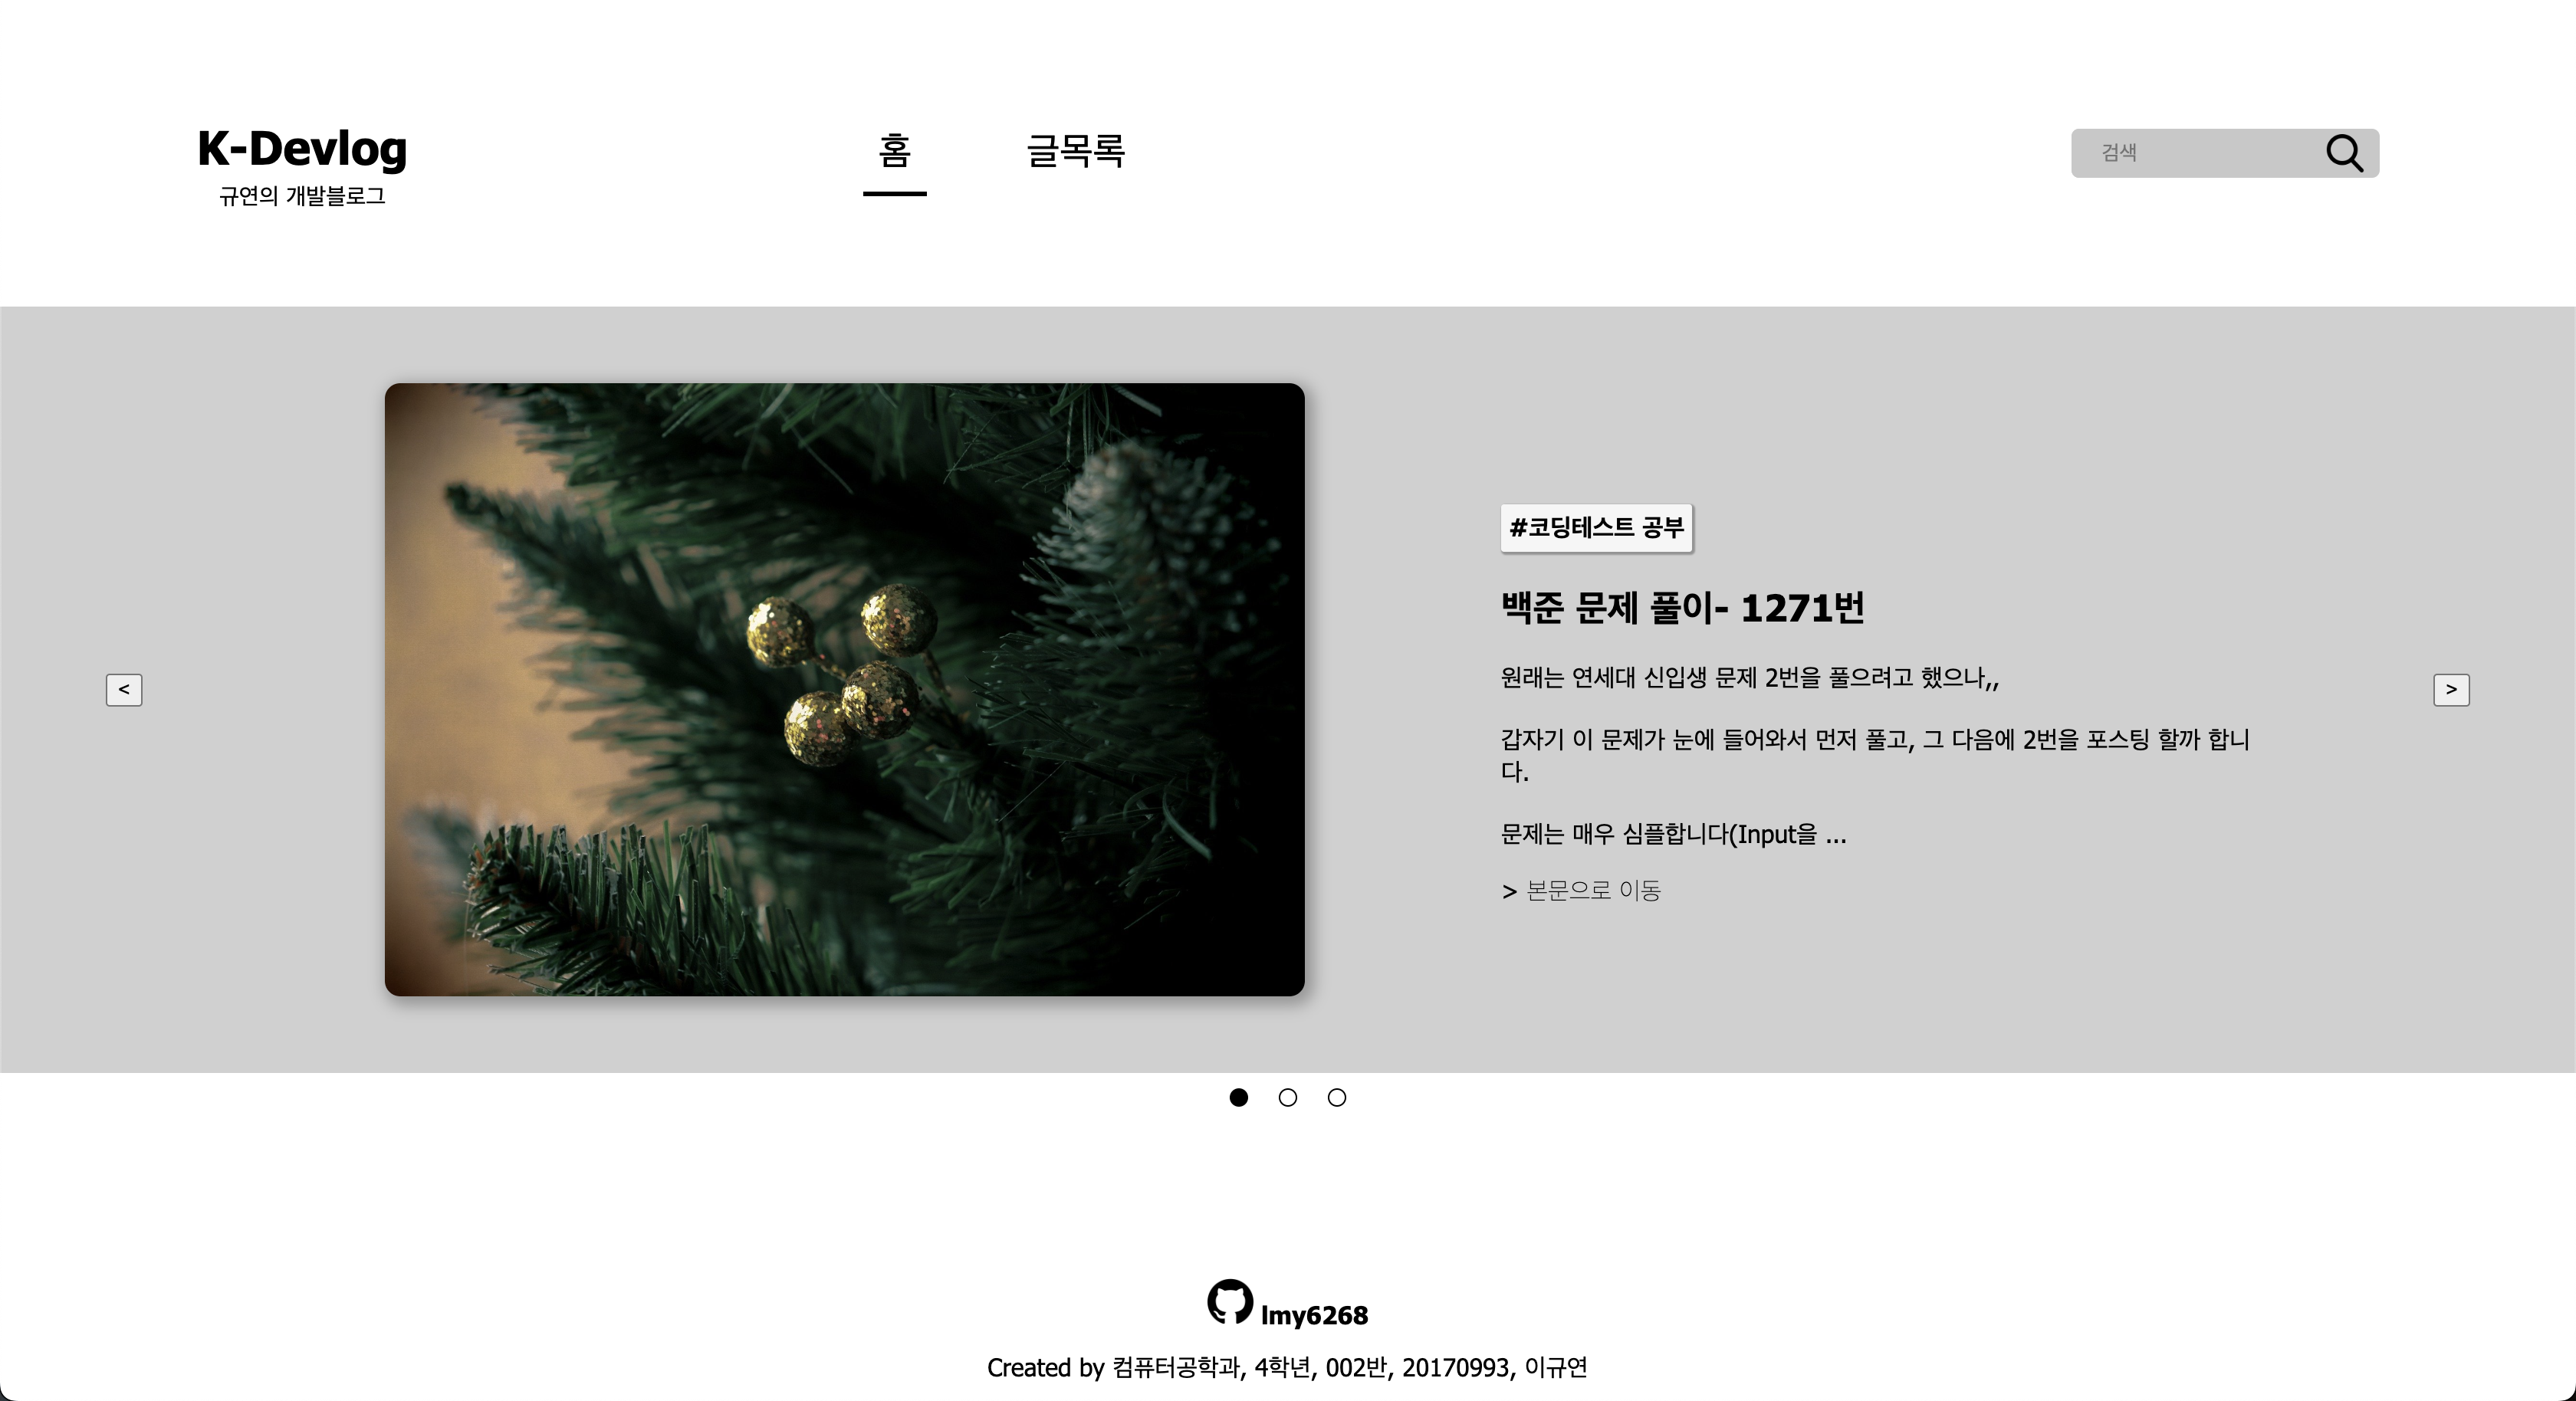 K-Devlog
규연의 개발블로그
홈
글목록
검색
#코딩테스트 공부
백준 문제 풀이- 1271번
원래는 연세대 신입생 문제 2번을 풀으려고 했으나,,
갑자기 이 문제가 눈에 들어와서 먼저 풀고, 그 다음에 2번을 포스팅 할까 합니
다.
문제는 매우 심플합니다(Input을 ...
> 본문으로 이동
<
>
lmy6268
Created by 컴퓨터공학과, 4학년, 002반, 20170993, 이규연